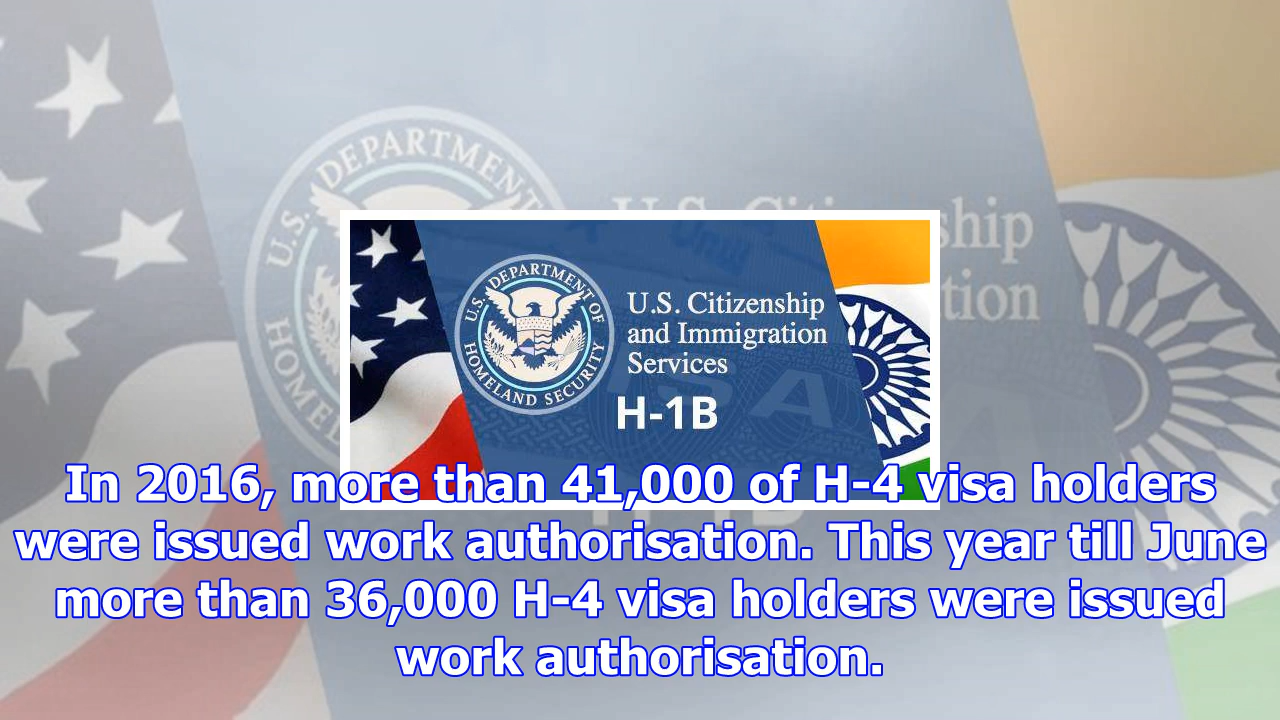 U.S. DEPARTMENT OF
HOMELAND SECURITY
U.S. Citizenship
and Immigration
Services
H-1B
In 2016, more than 41,000 of H-4 visa holders
were issued work authorisation. This year till June
more than 36,000 H-4 visa holders were issued
work authorisation.